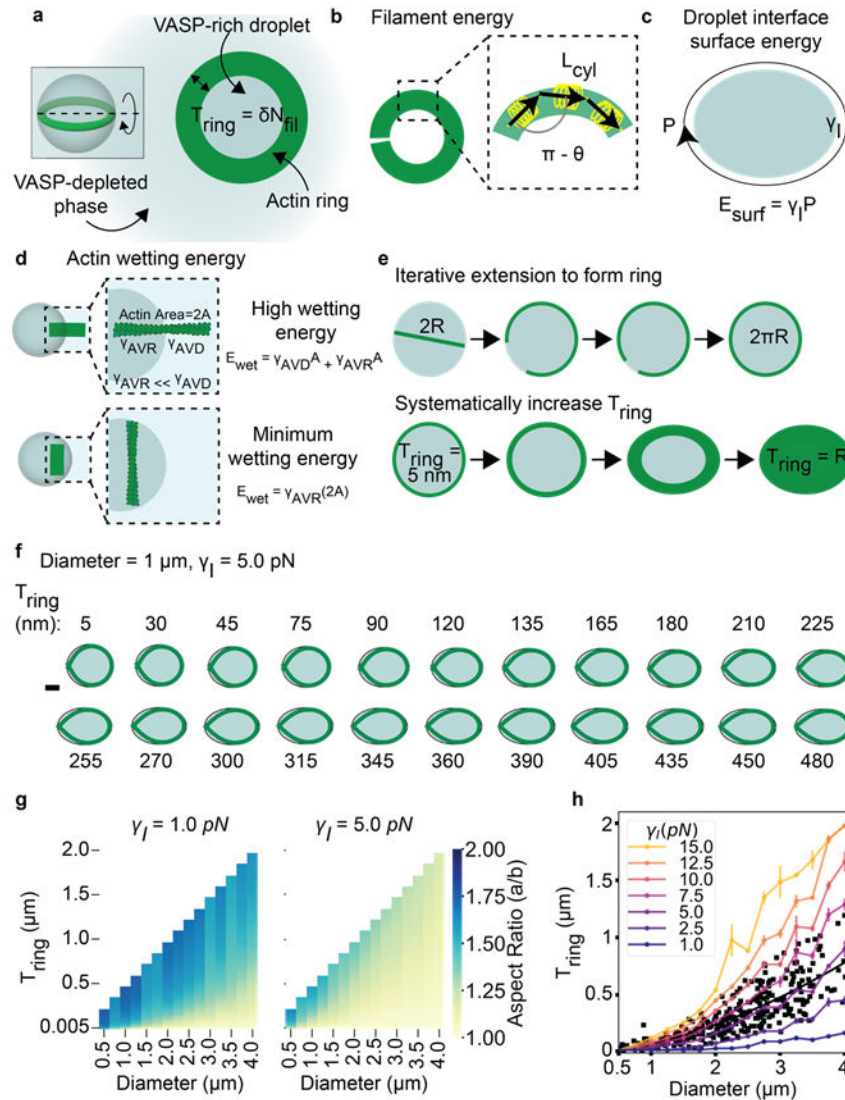 a
VASP-rich droplet
T_ring = δN_fil
VASP-depleted
phase
Actin ring
b
Filament energy
L_cyl
π - θ
c
Droplet interface
surface energy
P
γ_I
E_surf = γ_I P
d
Actin wetting energy
Actin Area=2A
γ_AVR γ_AVD
γ_AVR << γ_AVD
High wetting
energy
E_wet = γ_AVD A + γ_AVR A
Minimum
wetting energy
E_wet = γ_AVR (2A)
e
Iterative extension to form ring
2R
2πR
Systematically increase T_ring
T_ring =
5 nm
T_ring = R
f
Diameter = 1 μm, γ_I = 5.0 pN
T_ring
(nm): 5 30 45 75 90 120 135 165 180 210 225
255 270 300 315 345 360 390 405 435 450 480
g
γ_I = 1.0 pN
γ_I = 5.0 pN
T_ring (μm)
2.0
1.5
1.0
0.5
0.005
0.5 1.0 1.5 2.0 2.5 3.0 3.5 4.0
Diameter (μm)
0.5 1.0 1.5 2.0 2.5 3.0 3.5 4.0
Diameter (μm)
2.00
1.75
1.50
1.25
1.00
Aspect Ratio (a/b)
h
γ_I(pN)
15.0
12.5
10.0
7.5
5.0
2.5
1.0
T_ring (μm)
2
1.5
1
0.5
0
0.5 1 2 3 4
Diameter (μm)